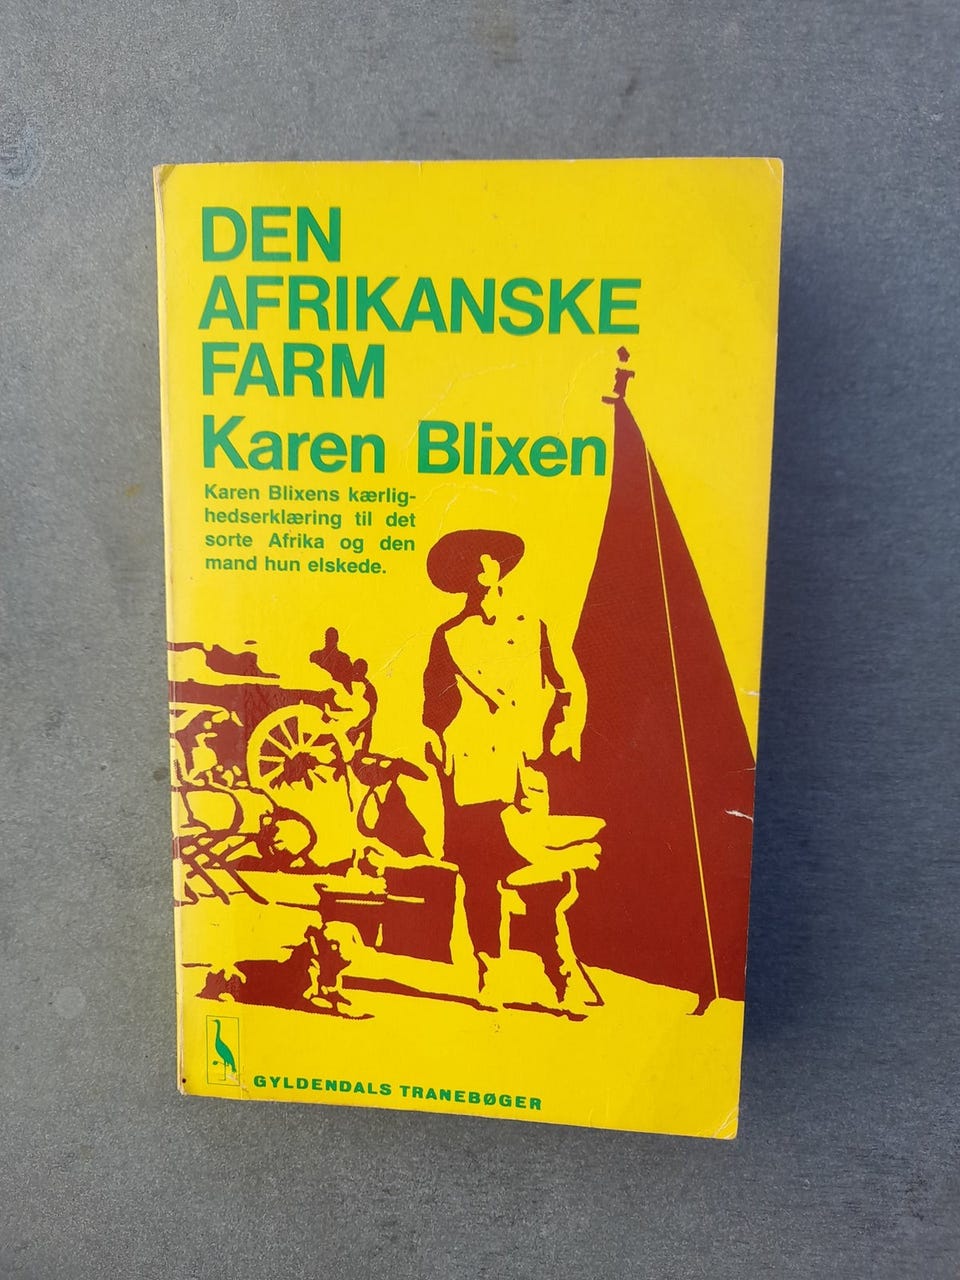 DEN
AFRIKANSKE
FARM
Karen Blixen
Karen Blixens kærlig-
hedserklæring til det
sorte Afrika og den
mand hun elskede.
GYLDENDALS TRANEBØGER